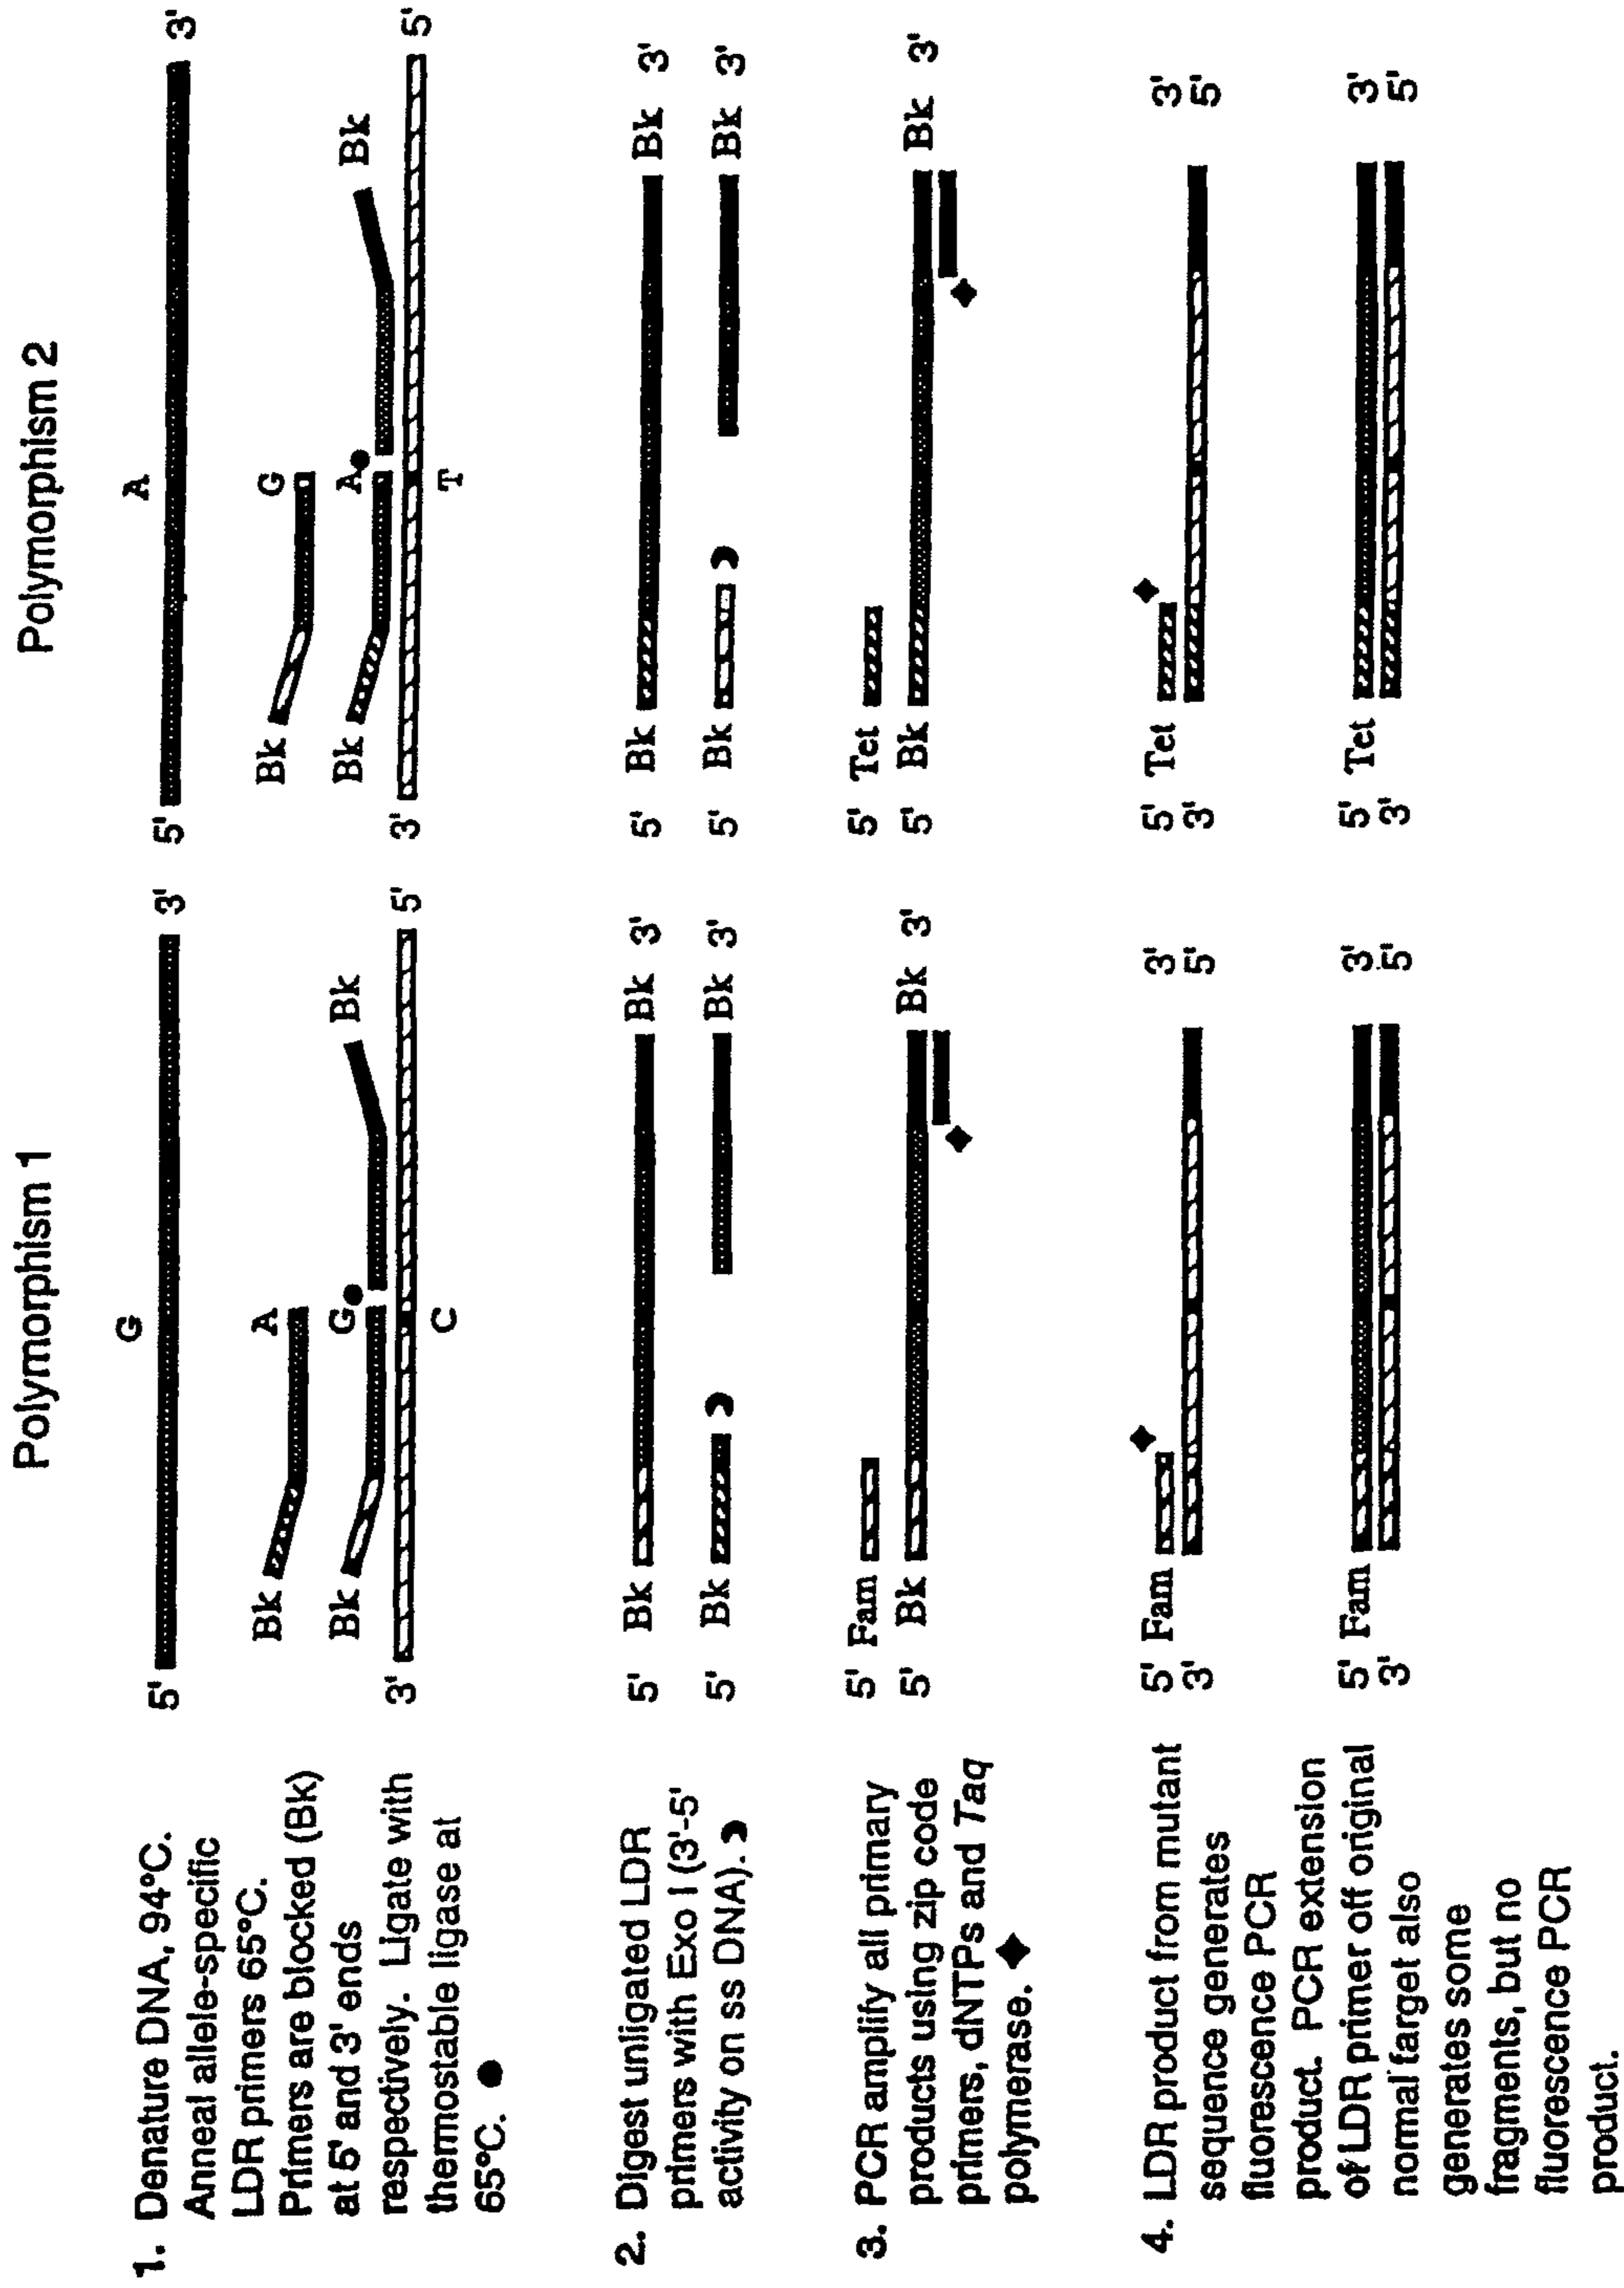 Polymorphism 1
Polymorphism 2
1. Denature DNA, 94°C.
Anneal allele-specific
LDR primers 65°C.
Primers are blocked (Bk)
at 5' and 3' ends
respectively. Ligate with
thermostable ligase at
65°C. ●
5' G 3'
Bk A
Bk G Bk
3' C 5'
5' A 3'
Bk G
Bk A Bk
3' T 5'
2. Digest unligated LDR
primers with Exo I (3'-5'
activity on ss DNA).
5' Bk Bk 3'
5' Bk Bk 3'
5' Bk Bk 3'
5' Bk Bk 3'
3. PCR amplify all primary
products using zip code
primers, dNTPs and Taq
polymerase. ◆
5' Fam
5' Bk Bk 3'
5' Tet
5' Bk Bk 3'
4. LDR product from mutant
sequence generates
fluorescence PCR
product. PCR extension
of LDR primer off original
normal target also
generates some
fragments, but no
fluorescence PCR
product.
5' Fam 3'
3' 5'
5' Tet 3'
3' 5'
5' Fam 3'
3' 5'
5' Tet 3'
3' 5'